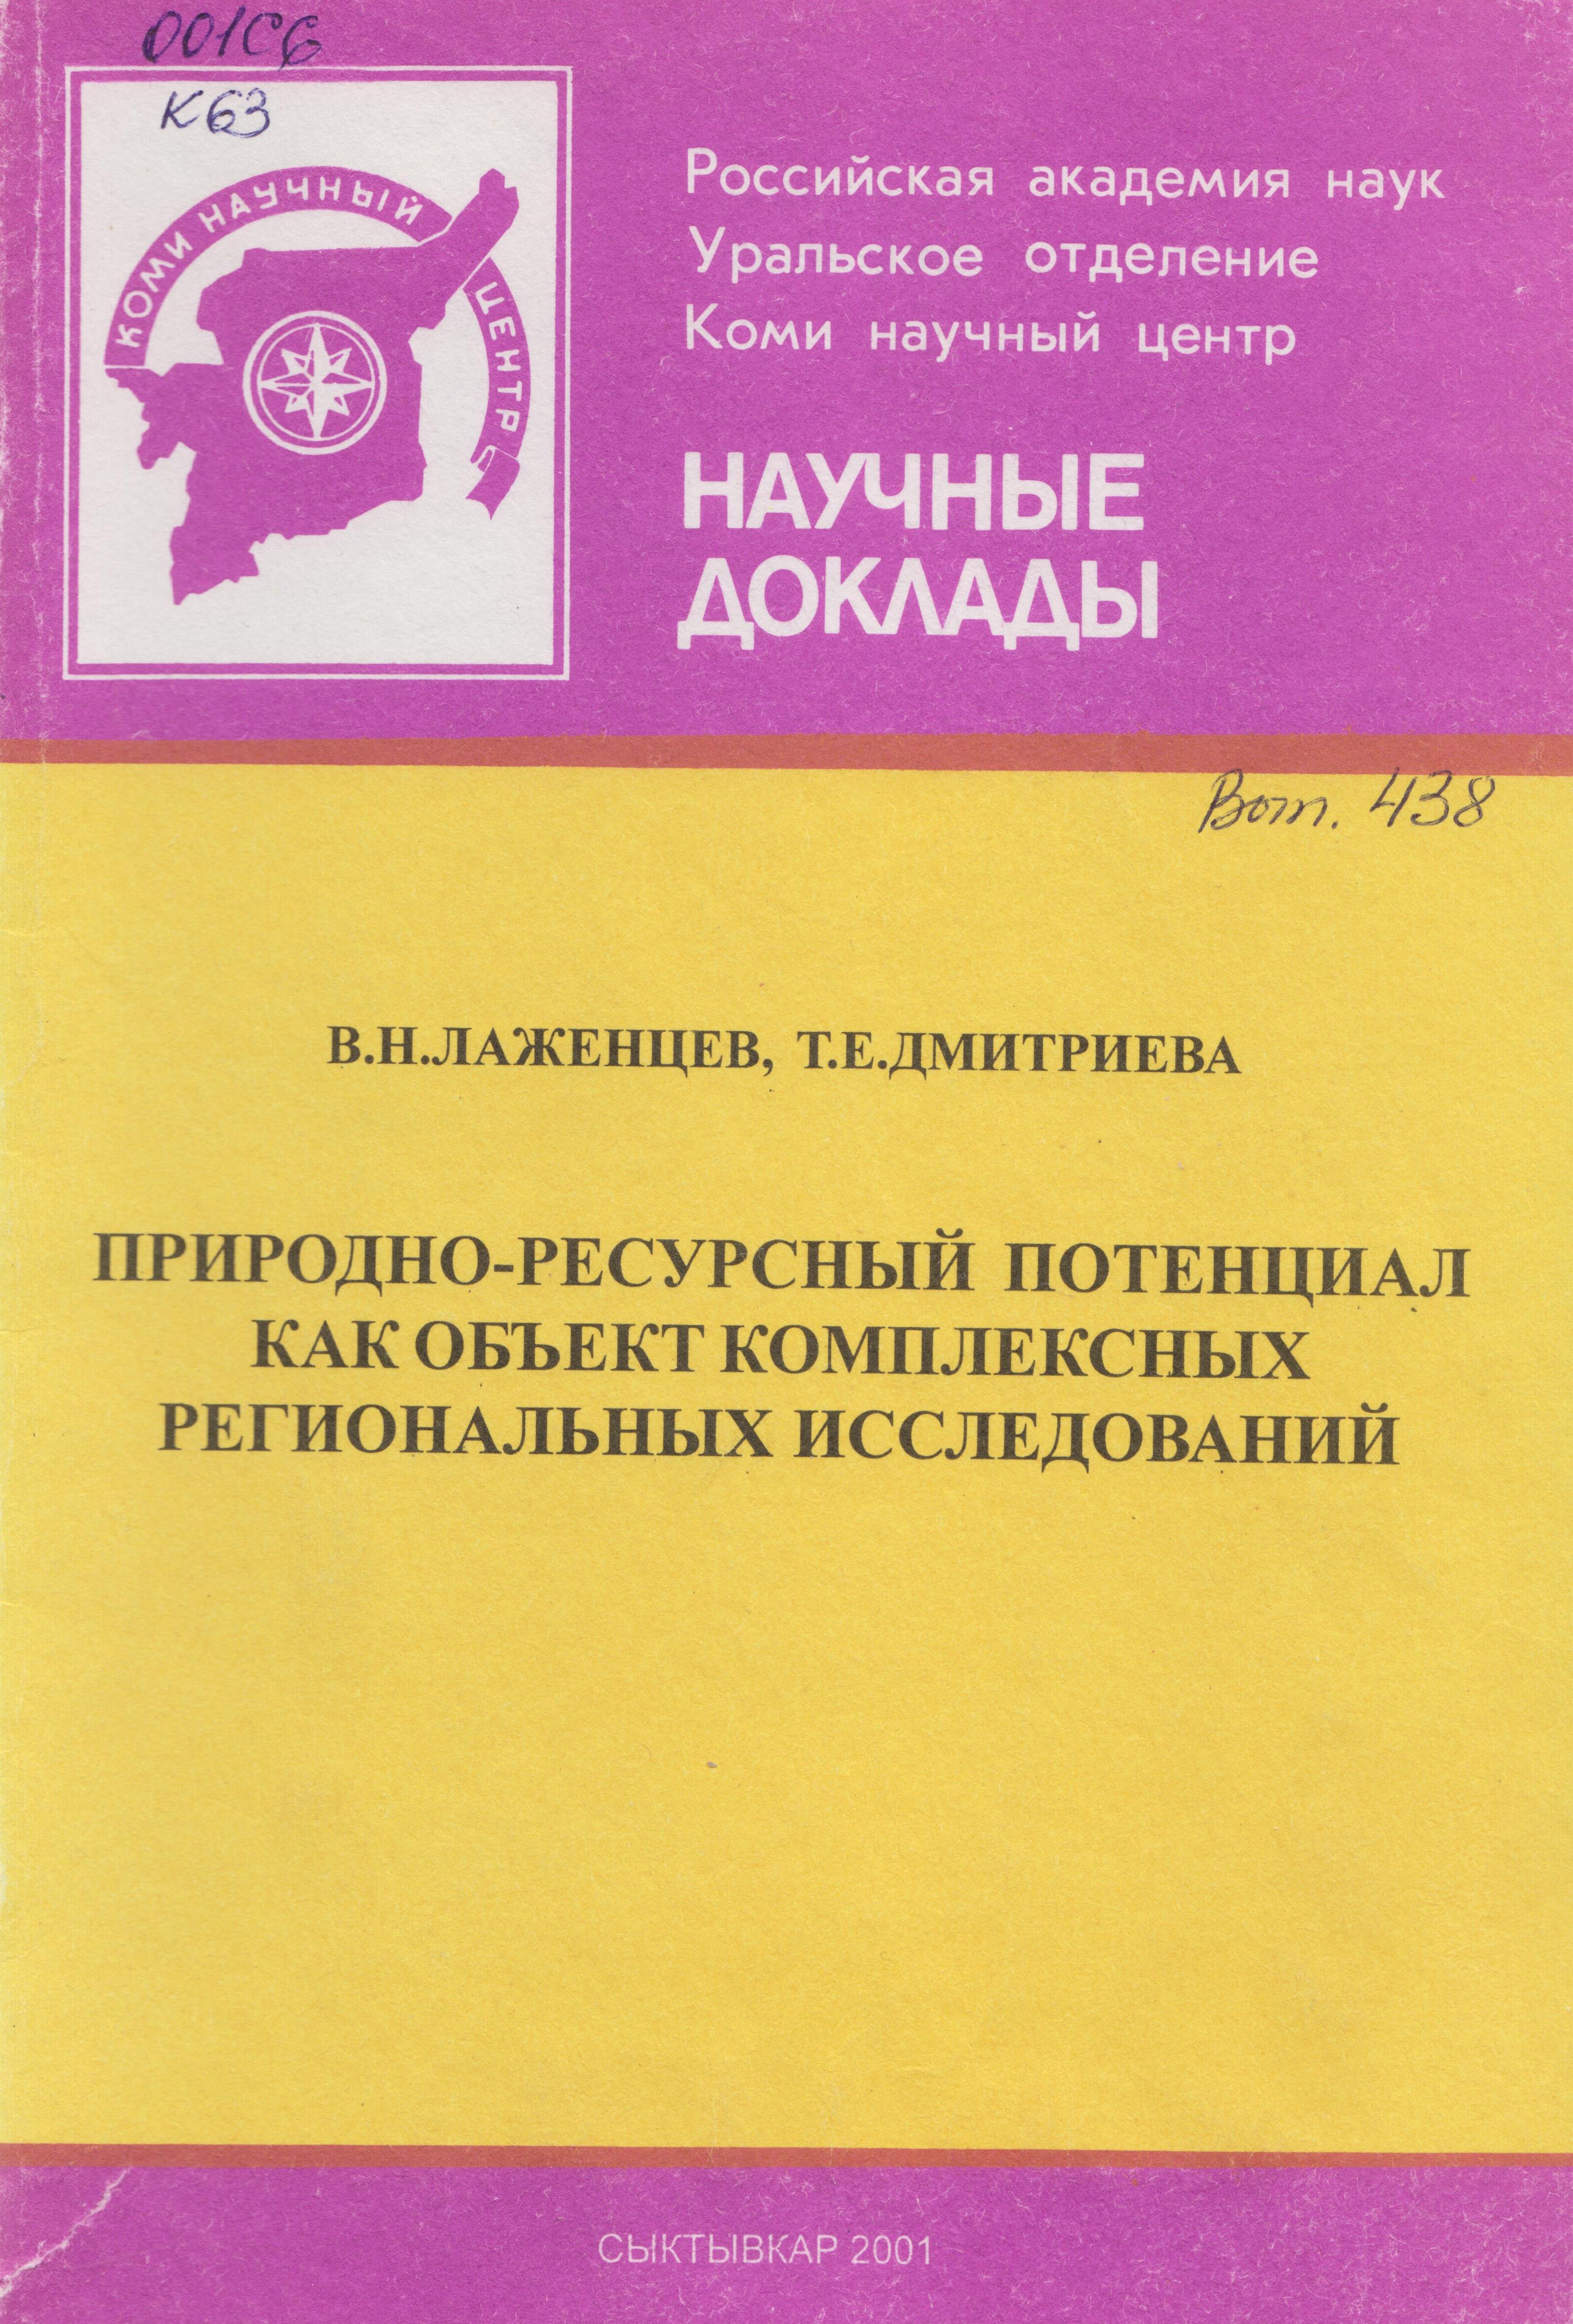 001С6
К63
КОМИ НАУЧНЫЙ ЦЕНТР
Российская академия наук
Уральское отделение
Коми научный центр
НАУЧНЫЕ
ДОКЛАДЫ
Вып. 438
В.Н.ЛАЖЕНЦЕВ, Т.Е.ДМИТРИЕВА
ПРИРОДНО-РЕСУРСНЫЙ ПОТЕНЦИАЛ
КАК ОБЪЕКТ КОМПЛЕКСНЫХ
РЕГИОНАЛЬНЫХ ИССЛЕДОВАНИЙ
СЫКТЫВКАР 2001